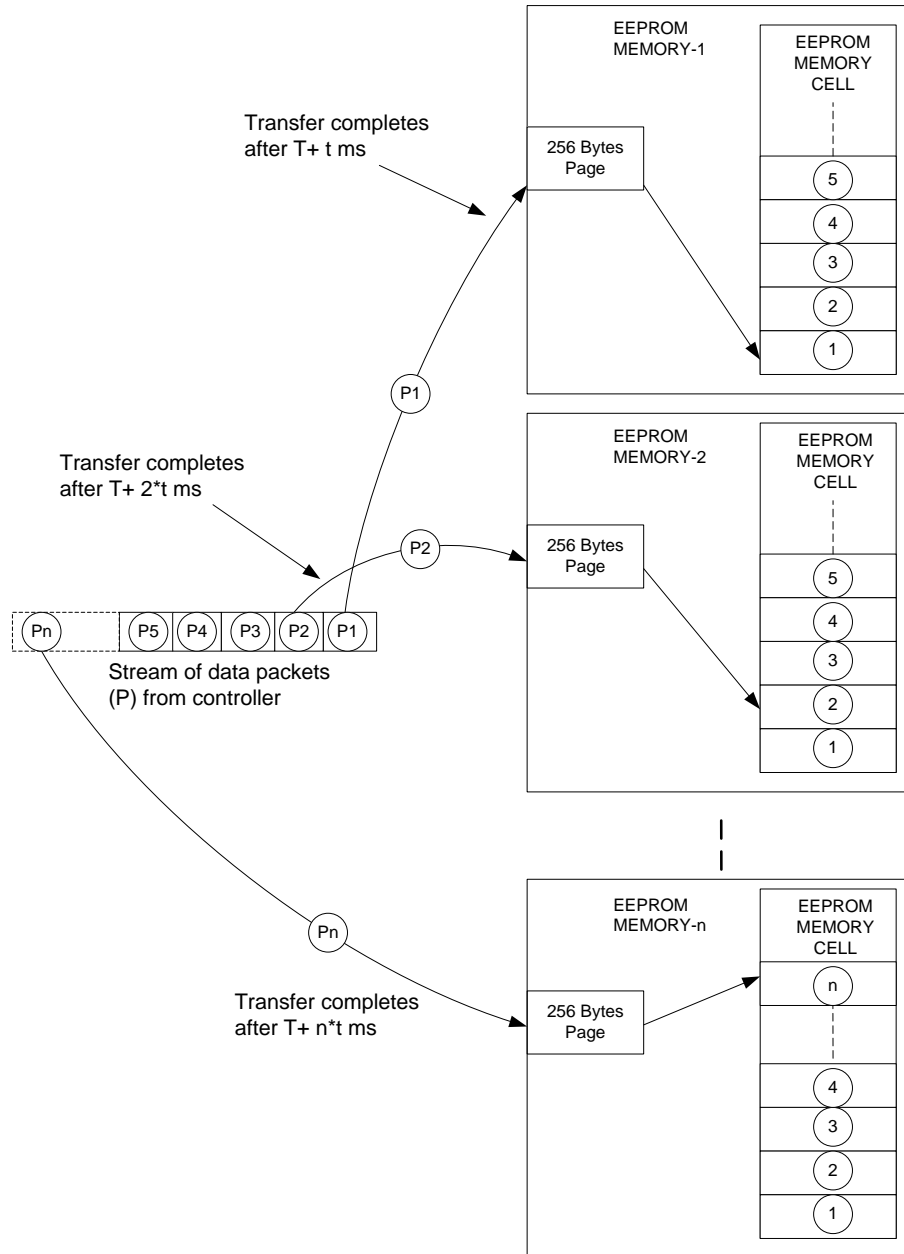 EEPROM
MEMORY-1
EEPROM
MEMORY
CELL
Transfer completes
after T+ t ms
256 Bytes
Page
5
4
3
2
1
P1
EEPROM
MEMORY-2
EEPROM
MEMORY
CELL
Transfer completes
after T+ 2*t ms
P2
256 Bytes
Page
5
4
3
2
1
Pn
P5
P4
P3
P2
P1
Stream of data packets
(P) from controller
EEPROM
MEMORY-n
EEPROM
MEMORY
CELL
Pn
Transfer completes
after T+ n*t ms
256 Bytes
Page
n
4
3
2
1